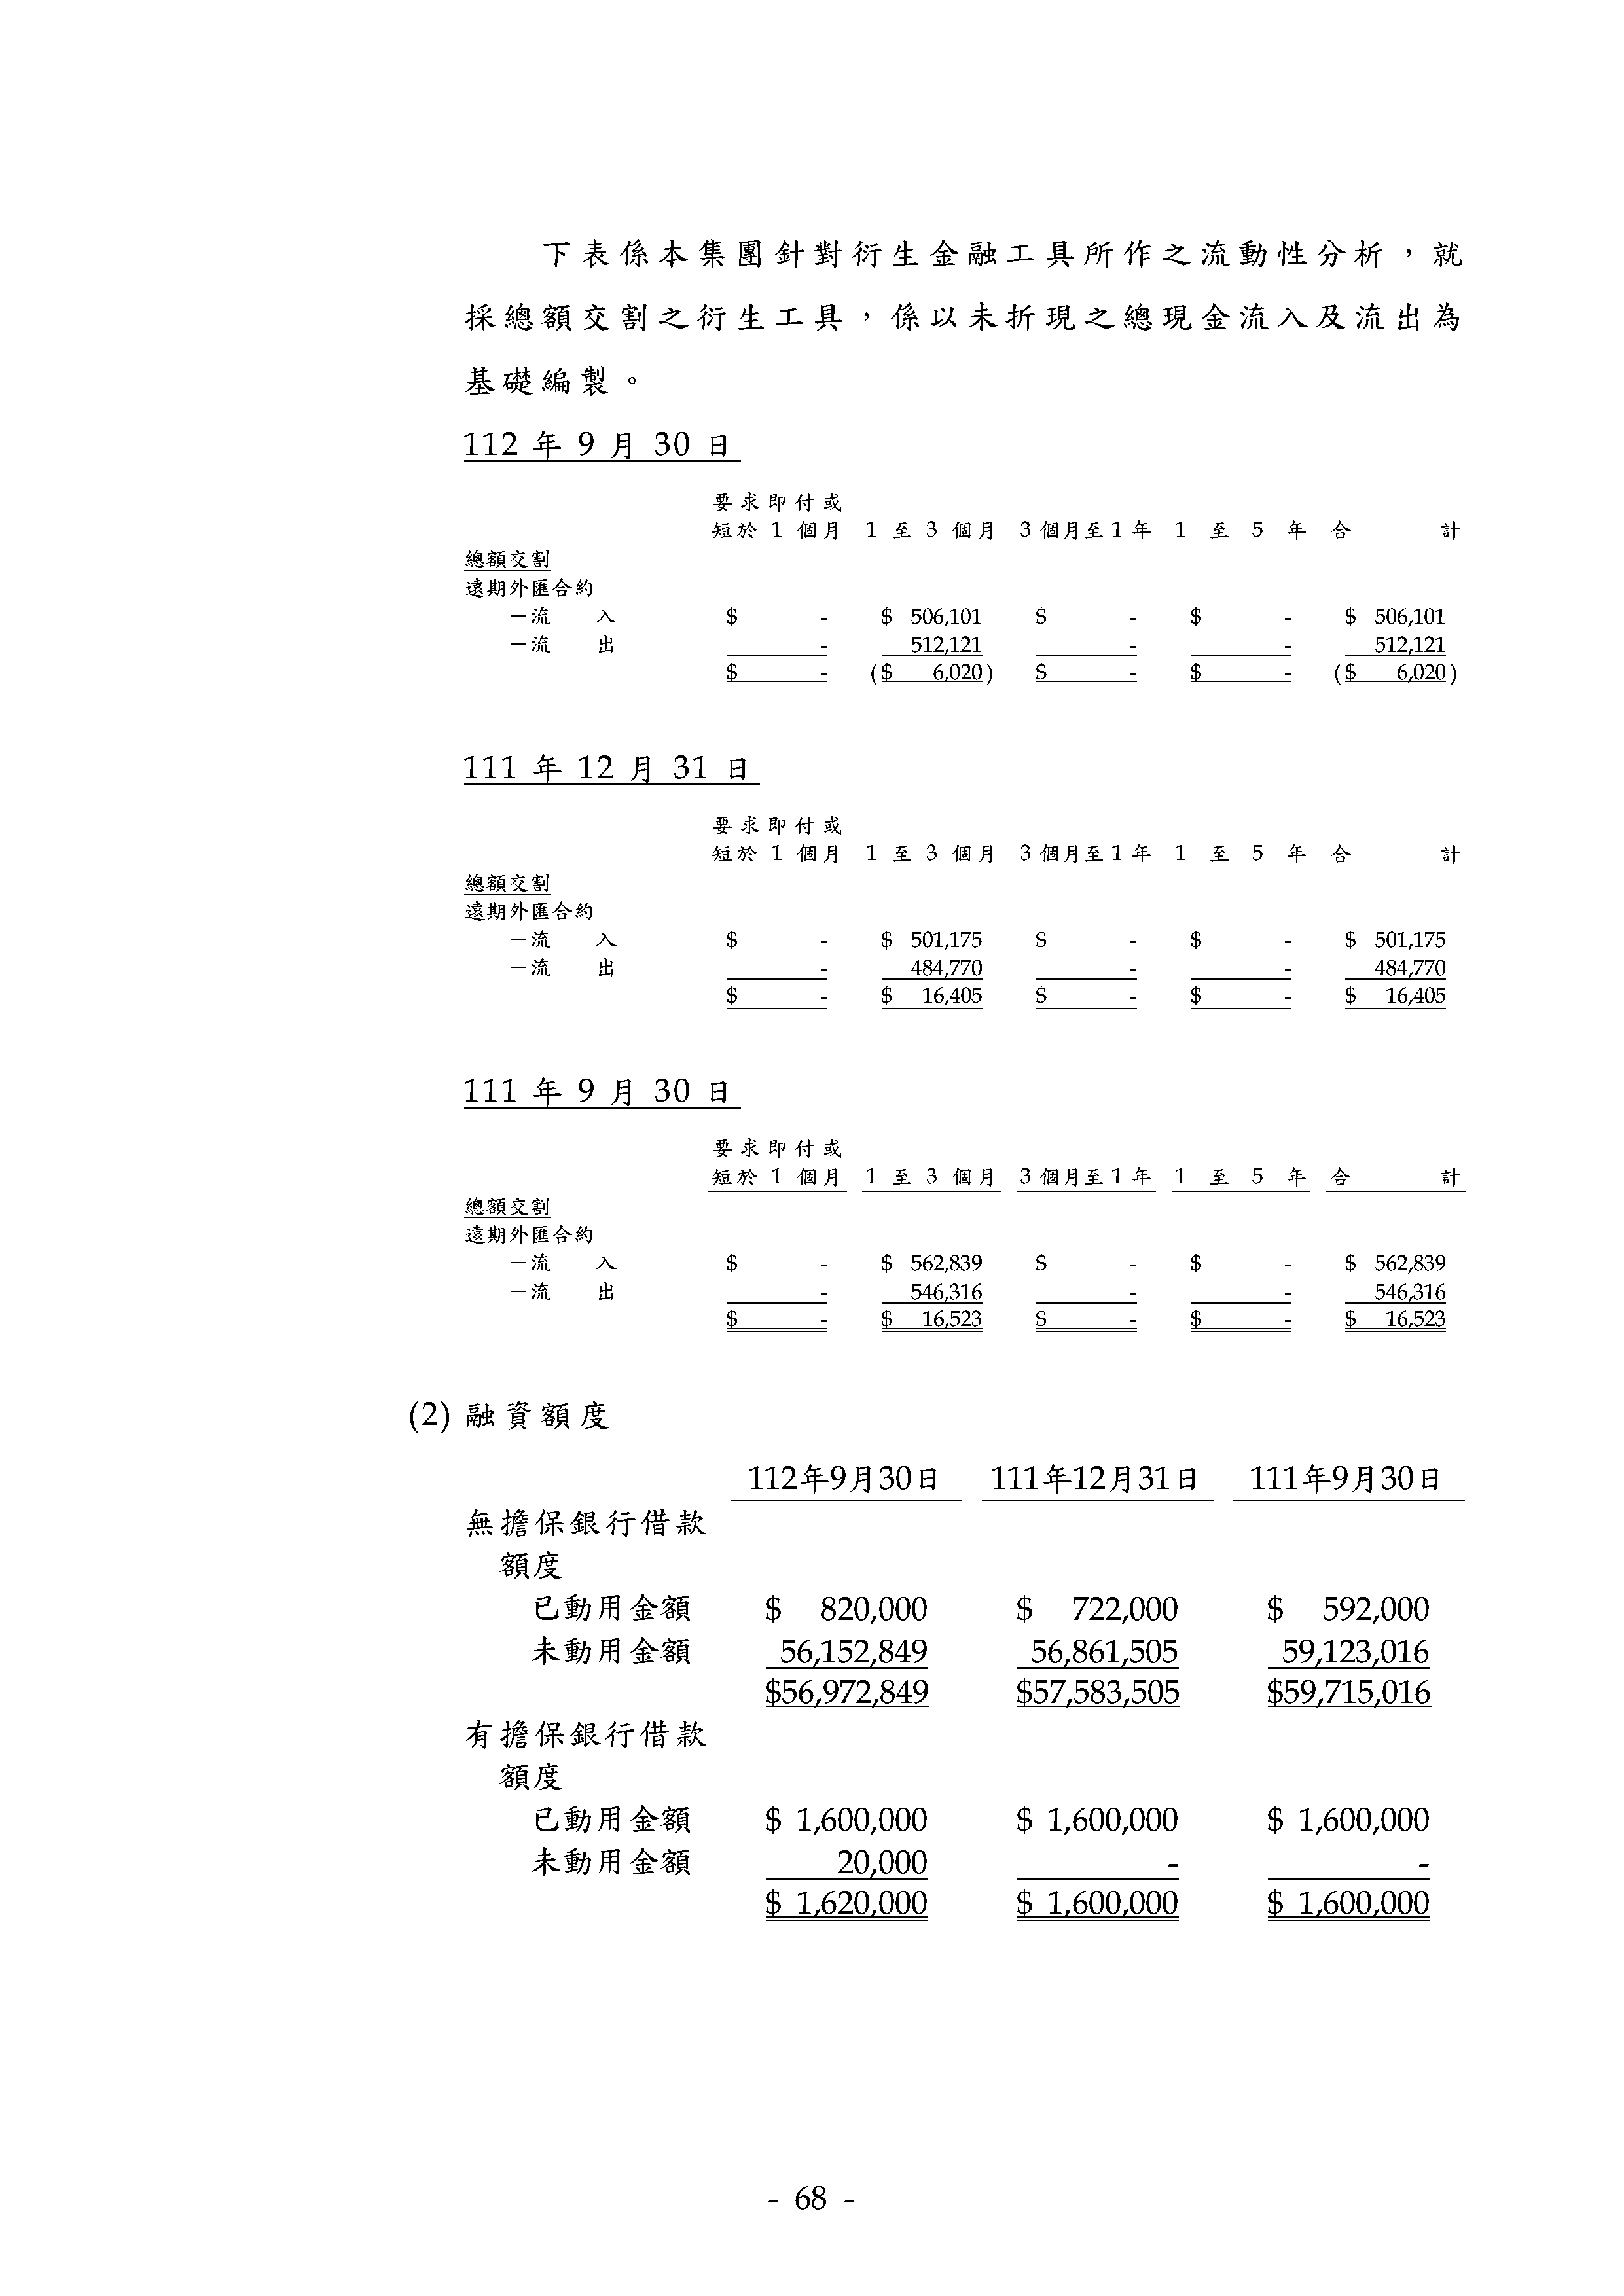 下表係本集團針對衍生金融工具所作之流動性分析，就
採總額交割之衍生工具，係以未折現之總現金流入及流出為
基礎編製。
112 年 9 月 30 日
要求即付或
短於 1 個月 1 至 3 個月 3個月至1年 1 至 5 年 合 計
總額交割
遠期外匯合約
－流 入 $ - $ 506,101 $ - $ - $ 506,101
－流 出 - 512,121 - - 512,121
$ - ($ 6,020) $ - $ - ($ 6,020)
111 年 12 月 31 日
要求即付或
短於 1 個月 1 至 3 個月 3個月至1年 1 至 5 年 合 計
總額交割
遠期外匯合約
－流 入 $ - $ 501,175 $ - $ - $ 501,175
－流 出 - 484,770 - - 484,770
$ - $ 16,405 $ - $ - $ 16,405
111 年 9 月 30 日
要求即付或
短於 1 個月 1 至 3 個月 3個月至1年 1 至 5 年 合 計
總額交割
遠期外匯合約
－流 入 $ - $ 562,839 $ - $ - $ 562,839
－流 出 - 546,316 - - 546,316
$ - $ 16,523 $ - $ - $ 16,523
(2) 融資額度
112年9月30日 111年12月31日 111年9月30日
無擔保銀行借款
額度
已動用金額 $ 820,000 $ 722,000 $ 592,000
未動用金額 56,152,849 56,861,505 59,123,016
$56,972,849 $57,583,505 $59,715,016
有擔保銀行借款
額度
已動用金額 $ 1,600,000 $ 1,600,000 $ 1,600,000
未動用金額 20,000 - -
$ 1,620,000 $ 1,600,000 $ 1,600,000
- 68 -